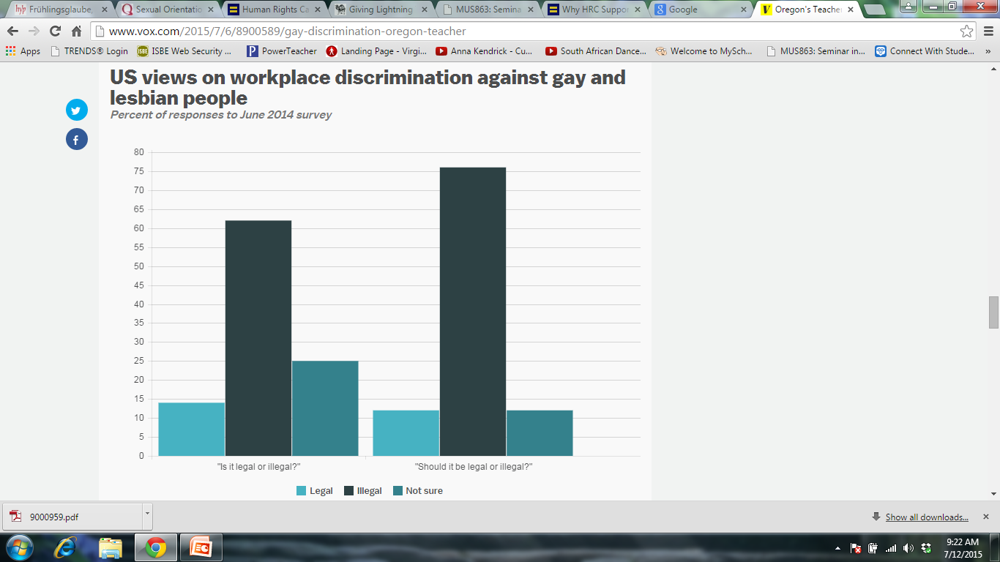 Frühlingsglaube,
Sexual Orientatio
Human Rights Ca
Giving Lightning
MUS863: Semina
Why HRC Suppor
Google
Oregon's Teache
www.vox.com/2015/7/6/8900589/gay-discrimination-oregon-teacher
Apps TRENDS® Login ISBE Web Security ... PowerTeacher Landing Page - Virgi... Anna Kendrick - Cu... South African Dance... Welcome to MySch... MUS863: Seminar in... Connect With Stude... »
US views on workplace discrimination against gay and
lesbian people
Percent of responses to June 2014 survey
80
75
70
65
60
55
50
45
40
35
30
25
20
15
10
5
0
"Is it legal or illegal?" "Should it be legal or illegal?"
Legal Illegal Not sure
9000959.pdf
Show all downloads...
9:22 AM
7/12/2015